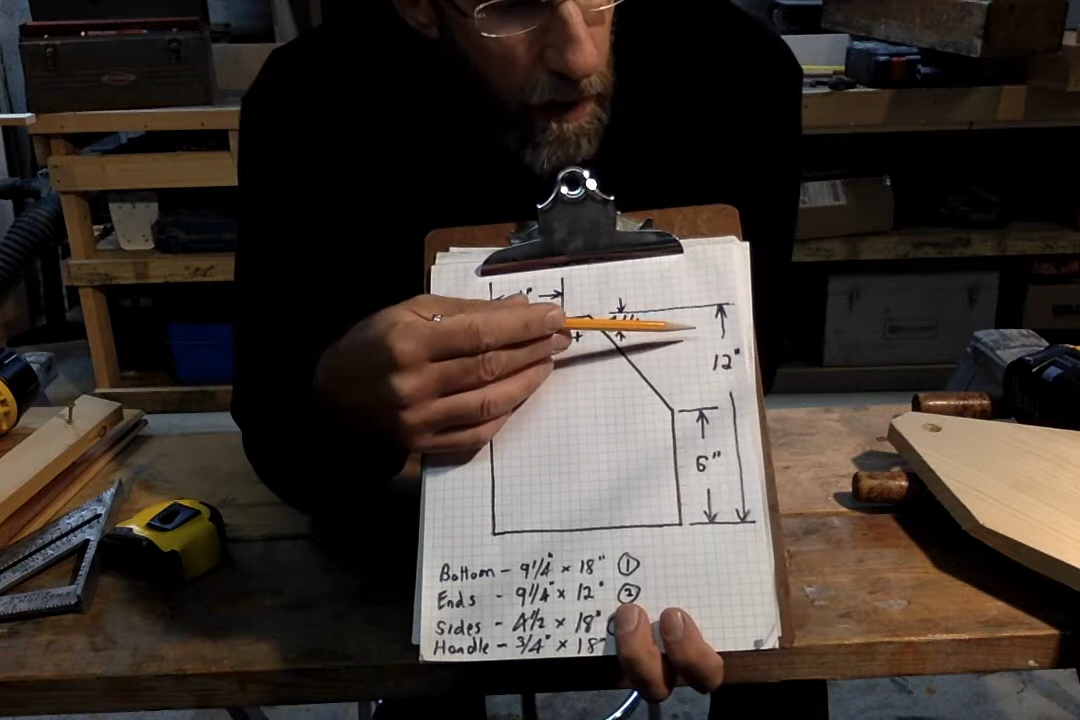 12"
6"
Bottom - 9 1/4" × 18" ①
Ends - 9 1/4" × 12" ②
Sides - 4 1/2 × 18"
Handle - 3/4" × 18"